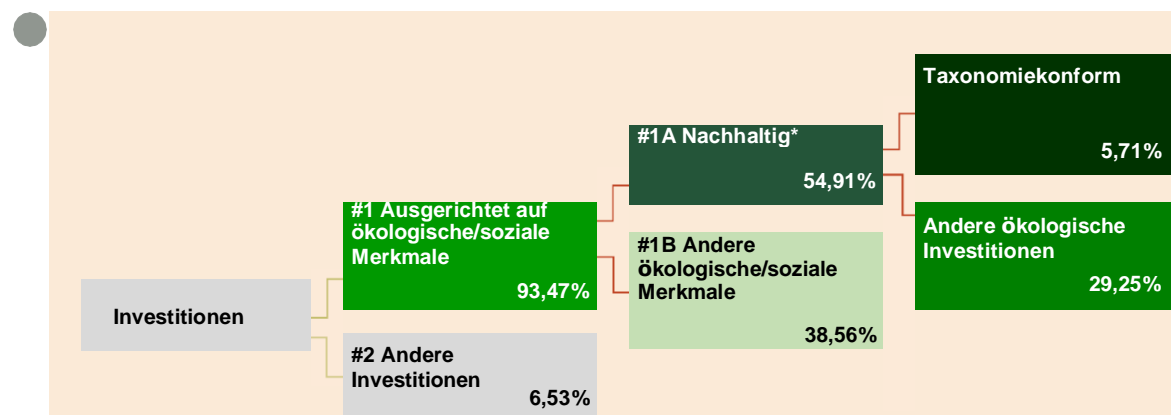 Taxonomiekonform
5,71%
#1A Nachhaltig*
54,91%
#1 Ausgerichtet auf
ökologische/soziale
Merkmale
93,47%
#1B Andere
ökologische/soziale
Merkmale
38,56%
Andere ökologische
Investitionen
29,25%
Investitionen
#2 Andere
Investitionen
6,53%